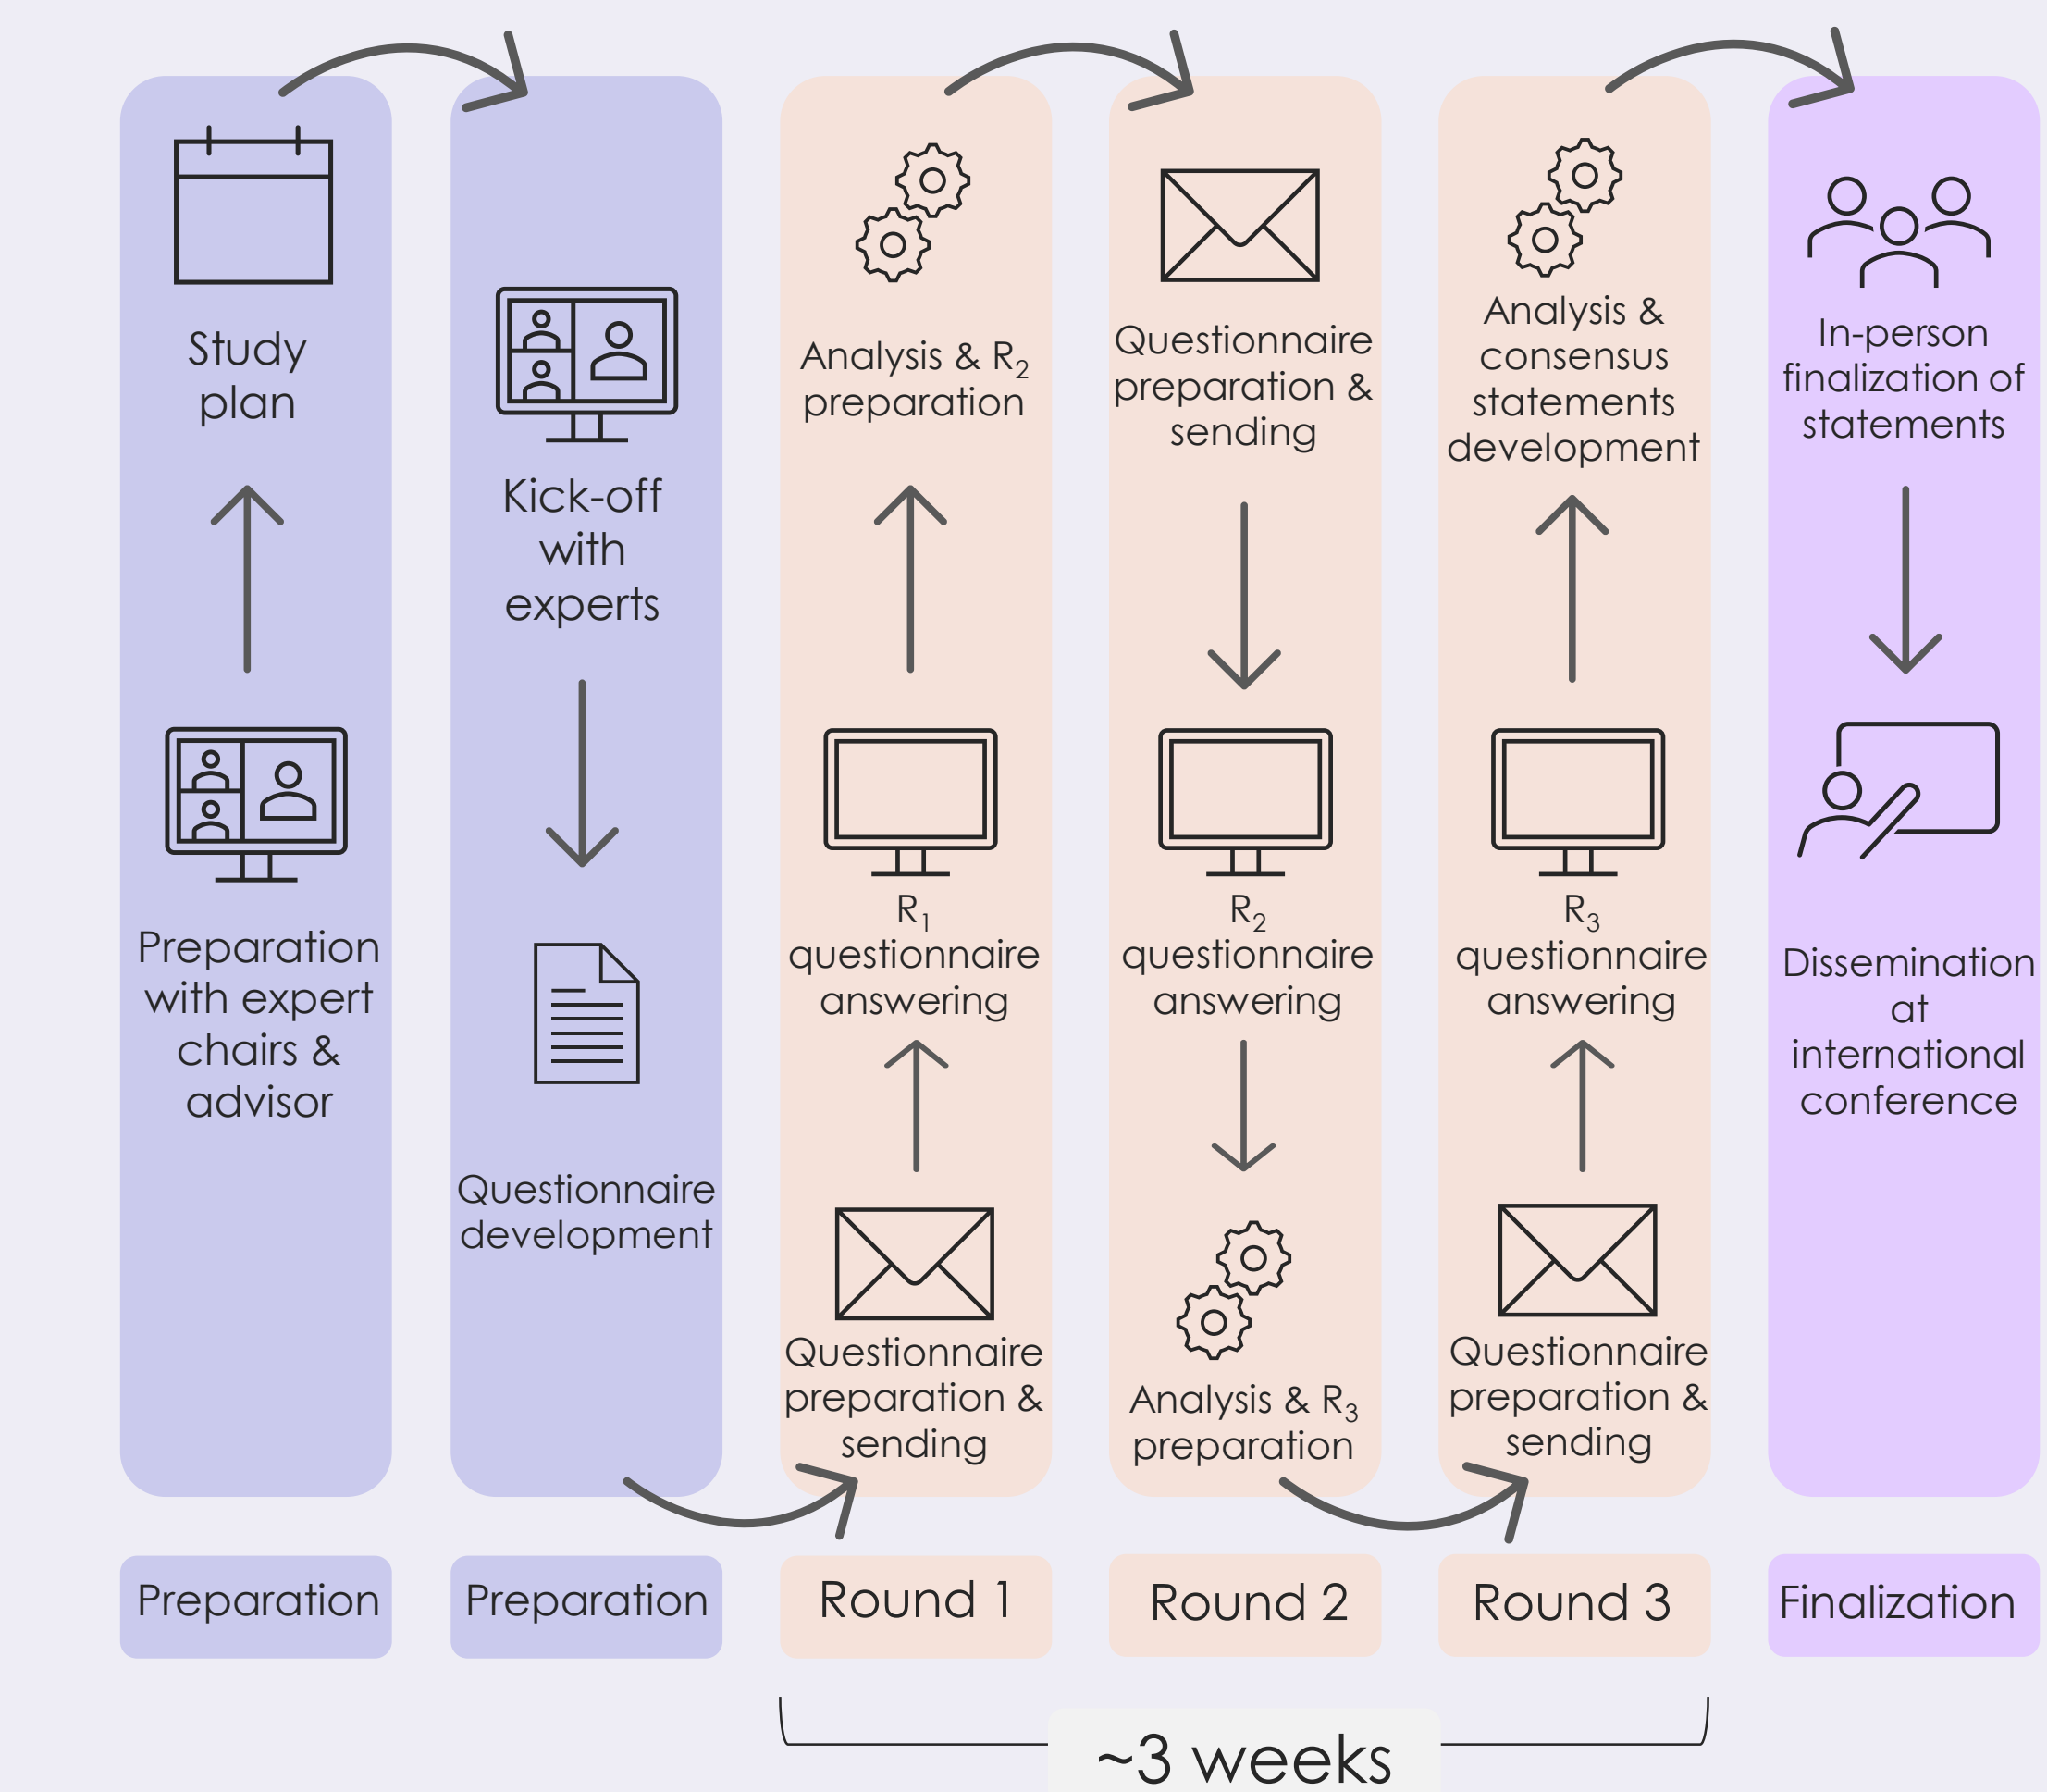 Study
plan
Preparation
with expert
chairs &
advisor
Preparation
Kick-off
with
experts
Questionnaire
development
Preparation
Analysis & R₂
preparation
R₁
questionnaire
answering
Questionnaire
preparation &
sending
Round 1
Questionnaire
preparation &
sending
R₂
questionnaire
answering
Analysis & R₃
preparation
Round 2
Analysis &
consensus
statements
development
R₃
questionnaire
answering
Questionnaire
preparation &
sending
Round 3
In-person
finalization of
statements
Dissemination
at
international
conference
Finalization
~3 weeks